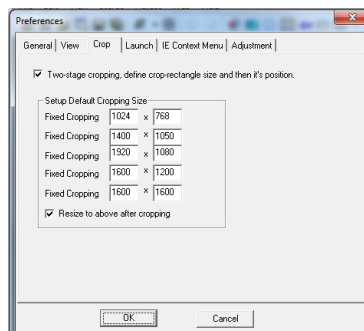 Preferences
General View Crop Launch IE Context Menu Adjustment
Two-stage cropping, define crop-rectangle size and then it's position.
Setup Default Cropping Size
Fixed Cropping 1024 x 768
Fixed Cropping 1400 x 1050
Fixed Cropping 1920 x 1080
Fixed Cropping 1600 x 1200
Fixed Cropping 1600 x 1600
Resize to above after cropping
OK Cancel